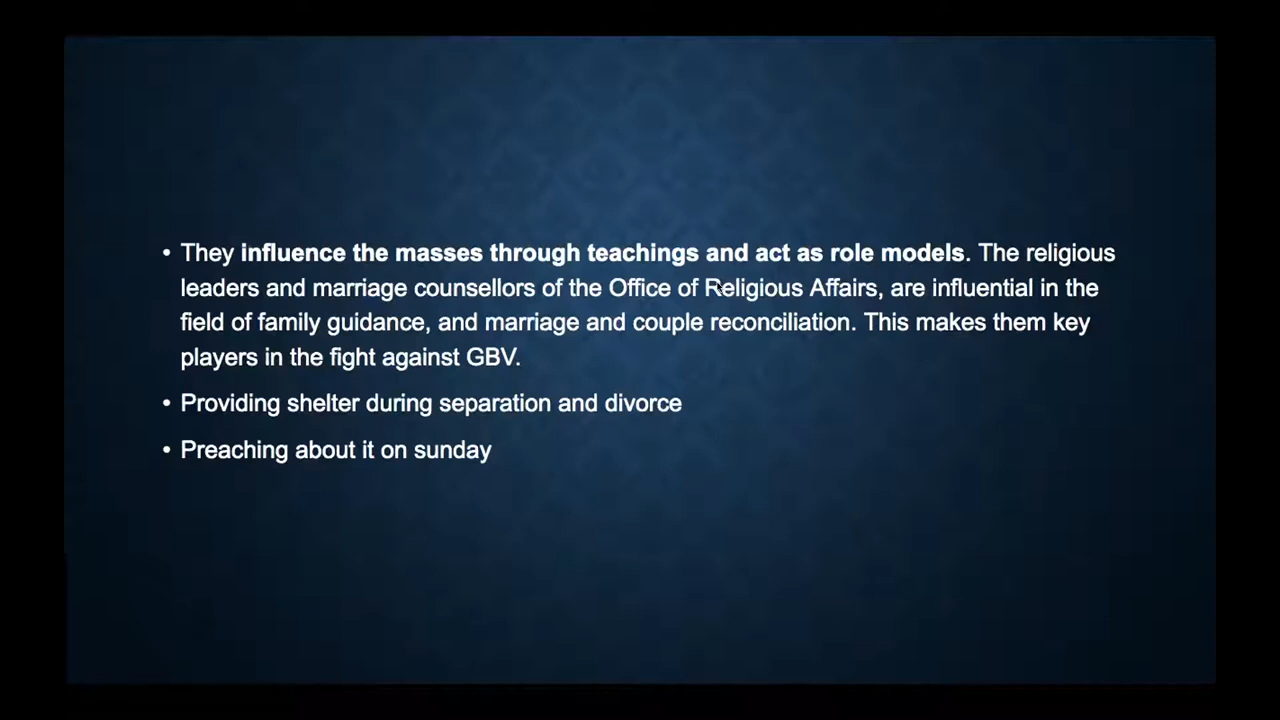 • They influence the masses through teachings and act as role models. The religious
leaders and marriage counsellors of the Office of Religious Affairs, are influential in the
field of family guidance, and marriage and couple reconciliation. This makes them key
players in the fight against GBV.
• Providing shelter during separation and divorce
• Preaching about it on sunday